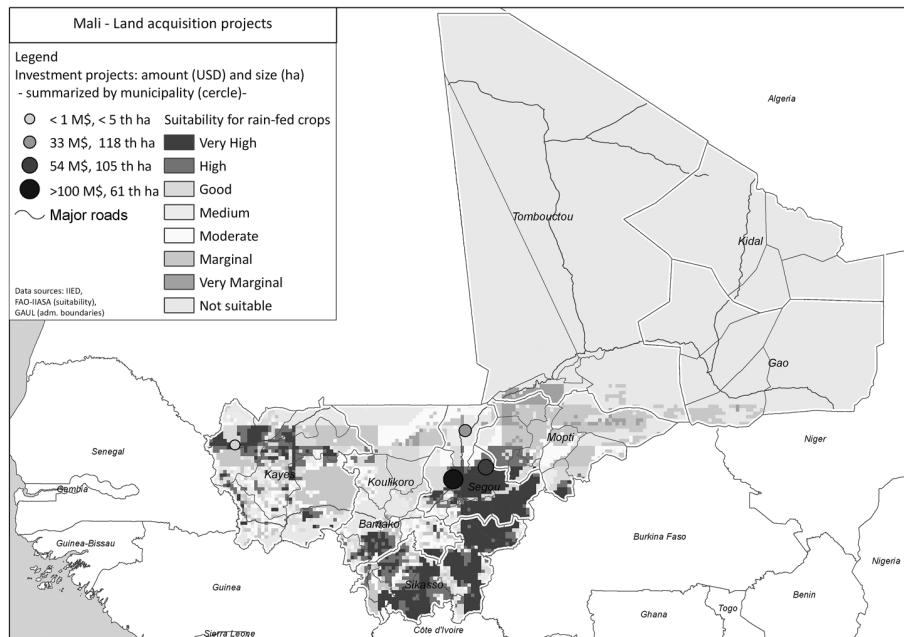 Mali - Land acquisition projects
Legend
Investment projects: amount (USD) and size (ha)
- summarized by municipality (cercle)-
< 1 M$, < 5 th ha
33 M$, 118 th ha
54 M$, 105 th ha
>100 M$, 61 th ha
Major roads
Suitability for rain-fed crops
Very High
High
Good
Medium
Moderate
Marginal
Very Marginal
Not suitable
Data sources: IIED,
FAO-IIASA (suitability),
GAUL (adm. boundaries)
Algeria
Tombouctou
Kidal
Gao
Mopti
Niger
Senegal
Kayes
Koulikoro
Segou
Gambia
Bamako
Guinea-Bissau
Burkina Faso
Nigeria
Guinea
Sikasso
Benin
Togo
Ghana
Sierra Leone
Côte d'Ivoire